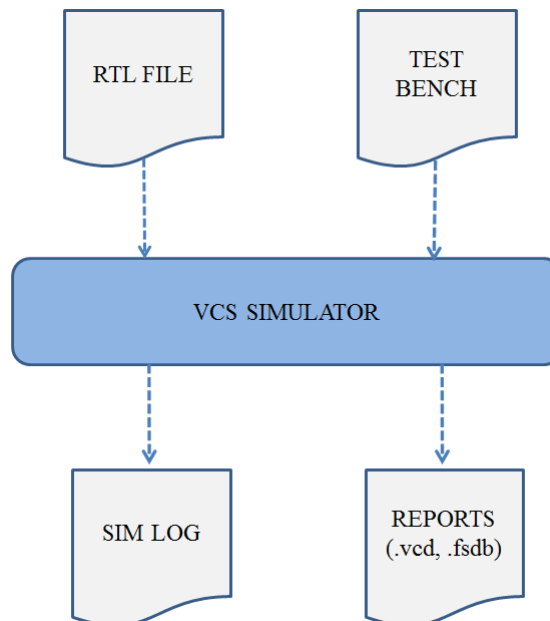 RTL FILE
TEST
BENCH
VCS SIMULATOR
SIM LOG
REPORTS
(.vcd, .fsdb)